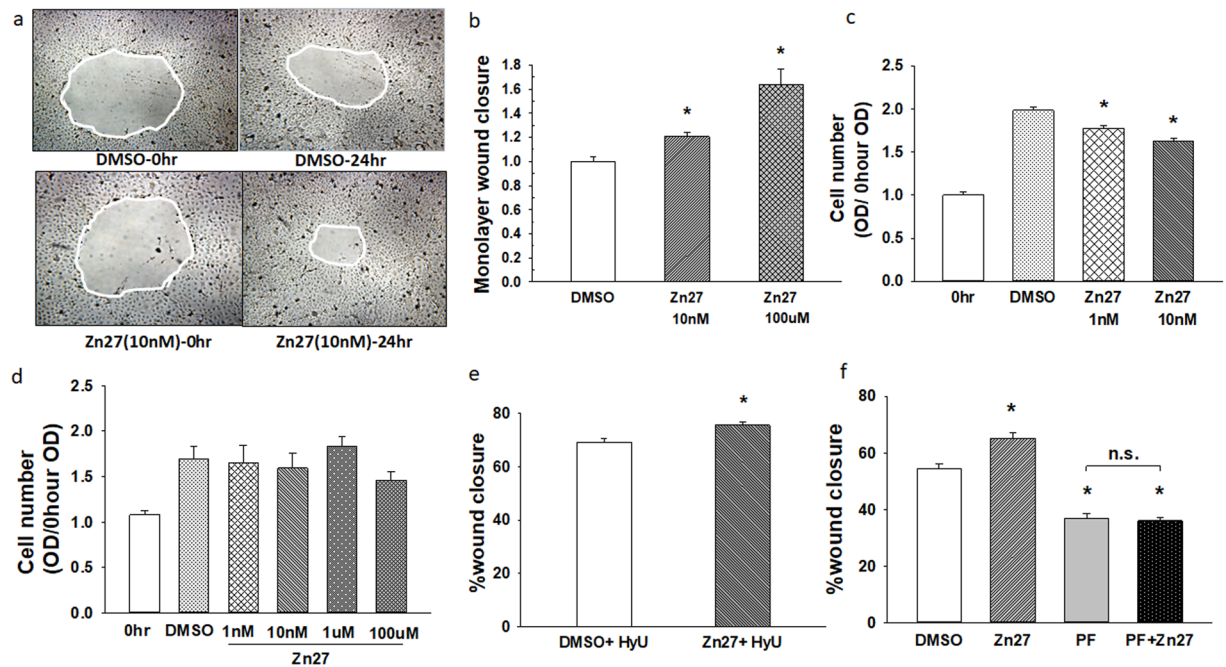 a
DMSO-0hr
DMSO-24hr
Zn27(10nM)-0hr
Zn27(10nM)-24hr
b
Monolayer wound closure
1.8
1.6
1.4
1.2
1.0
0.8
0.6
0.4
0.2
0.0
*
*
DMSO
Zn27
10nM
Zn27
100uM
c
Cell number
(OD/ 0hour OD)
2.5
2.0
1.5
1.0
0.5
0.0
*
*
0hr
DMSO
Zn27
1nM
Zn27
10nM
d
Cell number
(OD/0hour OD)
2.5
2.0
1.5
1.0
0.5
0.0
0hr
DMSO
1nM
10nM
1uM
100uM
Zn27
e
%wound closure
80
60
40
20
0
*
DMSO+ HyU
Zn27+ HyU
f
%wound closure
80
60
40
20
0
*
n.s.
*
*
DMSO
Zn27
PF
PF+Zn27